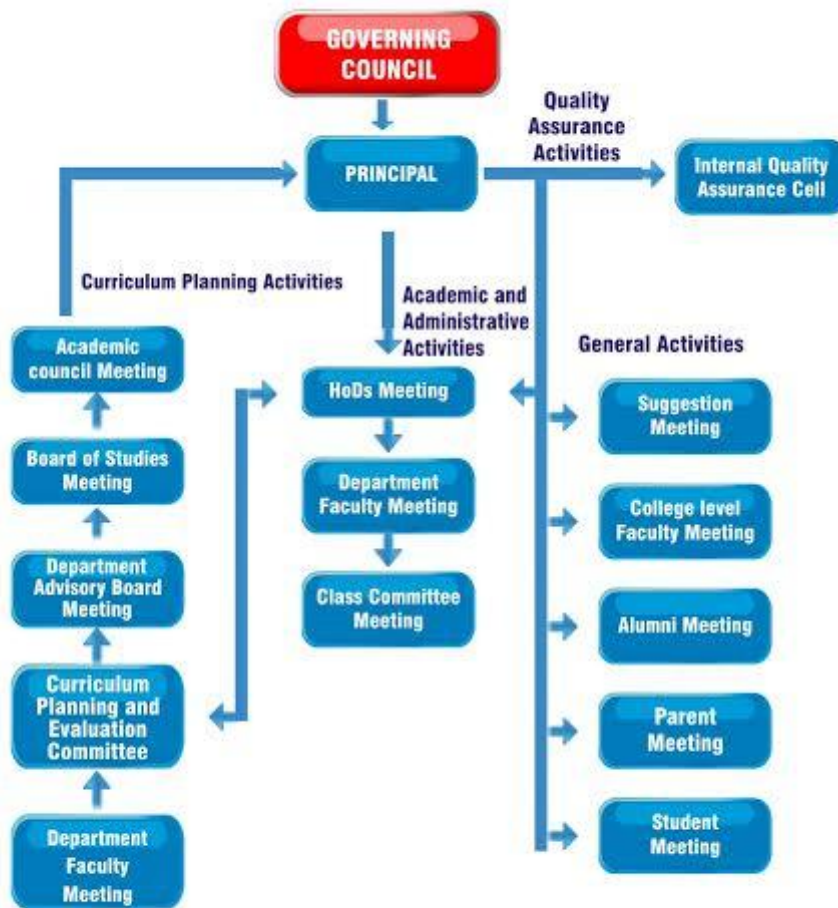 GOVERNING
COUNCIL
Quality
Assurance
Activities
PRINCIPAL
Internal Quality
Assurance Cell
Curriculum Planning Activities
Academic and
Administrative
Activities
General Activities
Academic
council Meeting
HoDs Meeting
Suggestion
Meeting
Board of Studies
Meeting
Department
Faculty Meeting
College level
Faculty Meeting
Department
Advisory Board
Meeting
Class Committee
Meeting
Alumni Meeting
Curriculum
Planning and
Evaluation
Committee
Parent
Meeting
Department
Faculty
Meeting
Student
Meeting